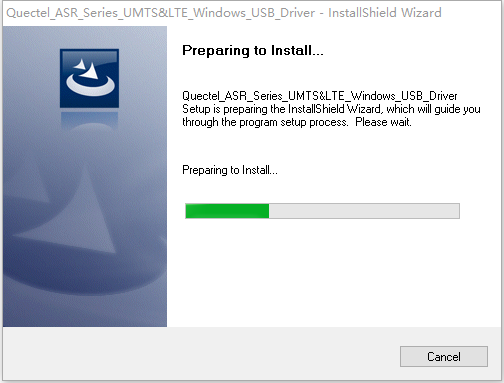 Quectel_ASR_Series_UMTS&LTE_Windows_USB_Driver - InstallShield Wizard
Preparing to Install...
Quectel_ASR_Series_UMTS&LTE_Windows_USB_Driver
Setup is preparing the InstallShield Wizard, which will guide you
through the program setup process.  Please wait.
Preparing to Install...
Cancel